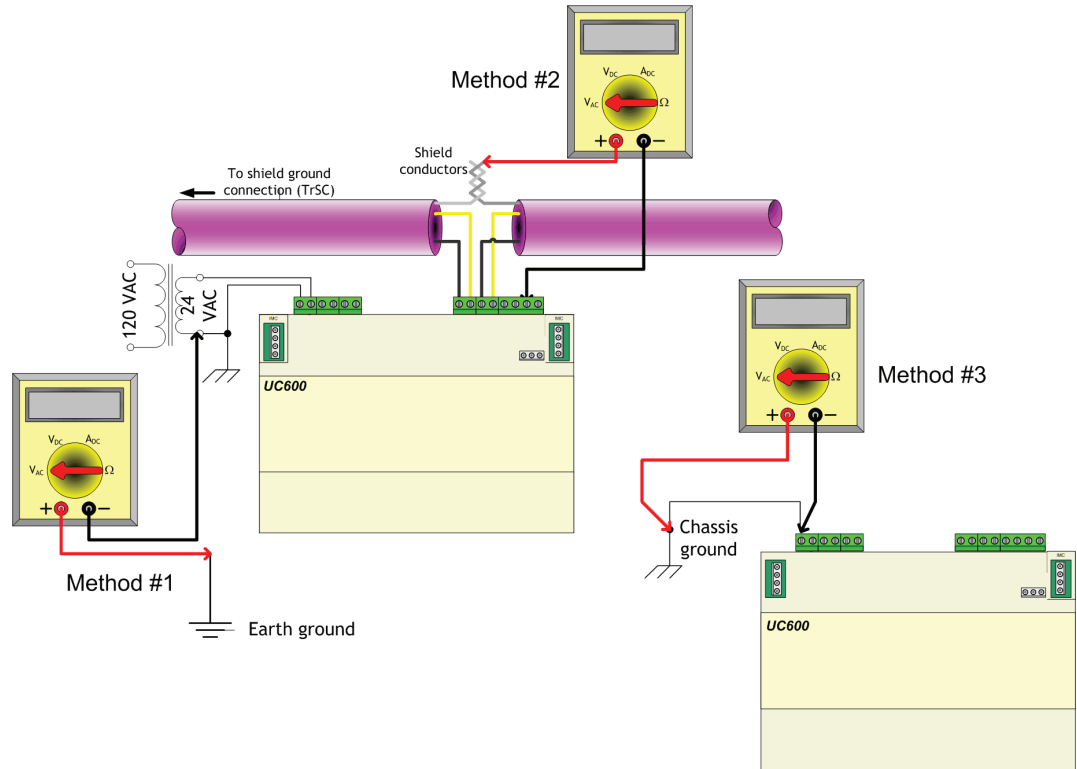 Method #2
VDC
ADC
VAC
Ω
+
−
Shield
conductors
To shield ground
connection (TrSC)
120 VAC
24
VAC
IMC
IMC
UC600
VDC
ADC
VAC
Ω
+
−
Method #1
Earth ground
VDC
ADC
VAC
Ω
+
−
Method #3
Chassis
ground
IMC
UC600